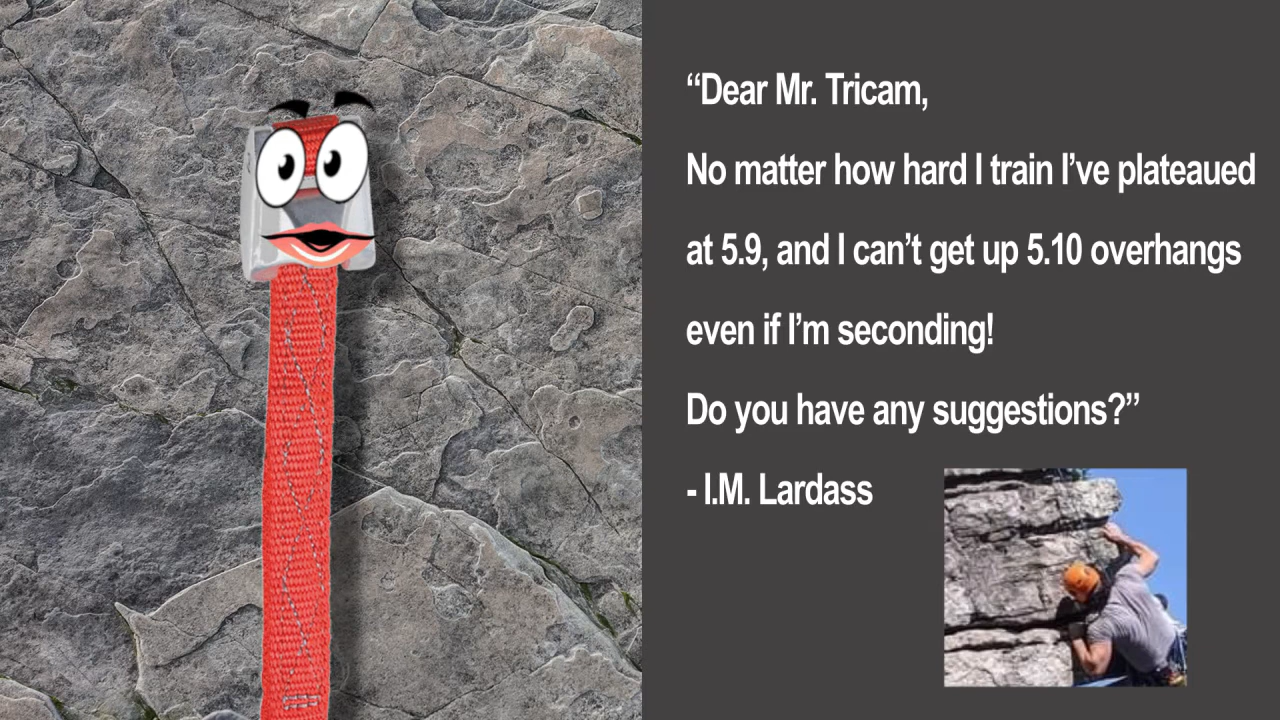 “Dear Mr. Tricam,
No matter how hard I train I’ve plateaued
at 5.9, and I can’t get up 5.10 overhangs
even if I’m seconding!
Do you have any suggestions?”
- I.M. Lardass